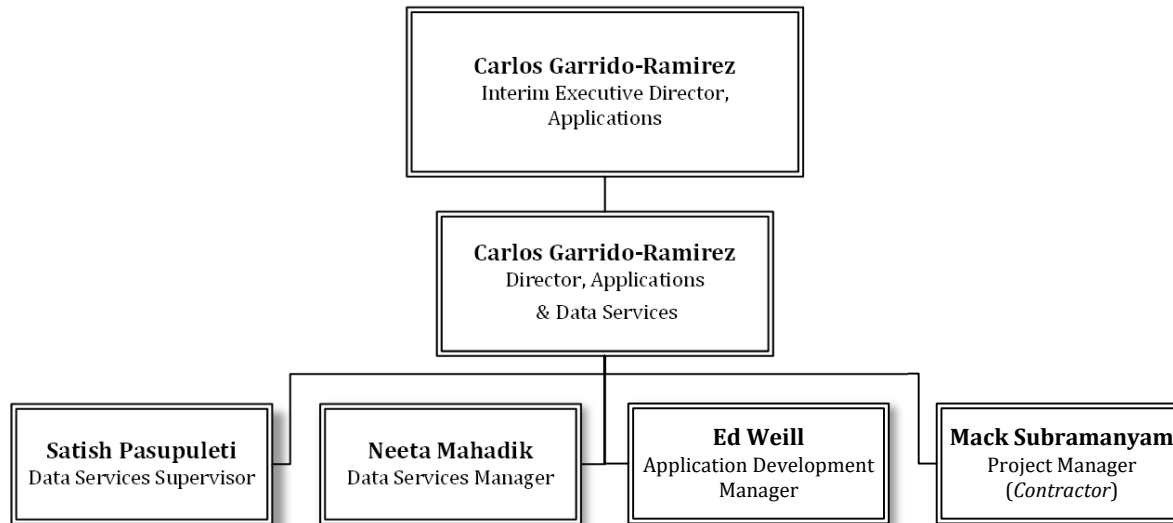 Carlos Garrido-Ramirez
Interim Executive Director,
Applications
Carlos Garrido-Ramirez
Director, Applications
& Data Services
Satish Pasupuleti
Data Services Supervisor
Neeta Mahadik
Data Services Manager
Ed Weill
Application Development
Manager
Mack Subramanyam
Project Manager
(Contractor)